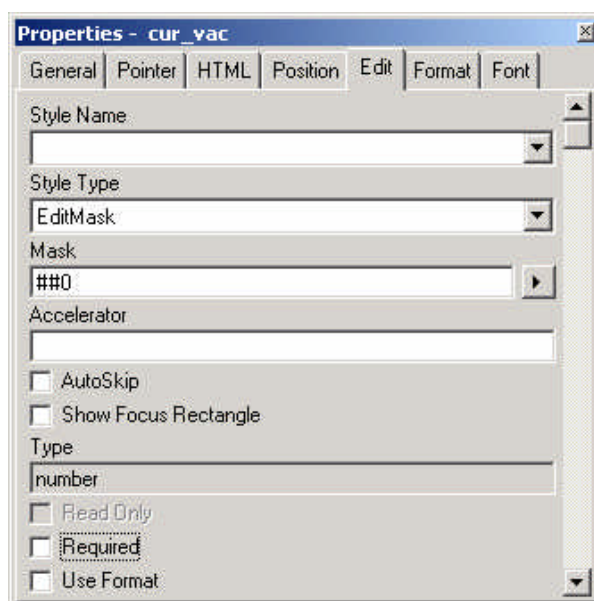 Properties - cur_vac
General Pointer HTML Position Edit Format Font
Style Name
Style Type
EditMask
Mask
##0
Accelerator
AutoSkip
Show Focus Rectangle
Type
number
Read Only
Required
Use Format